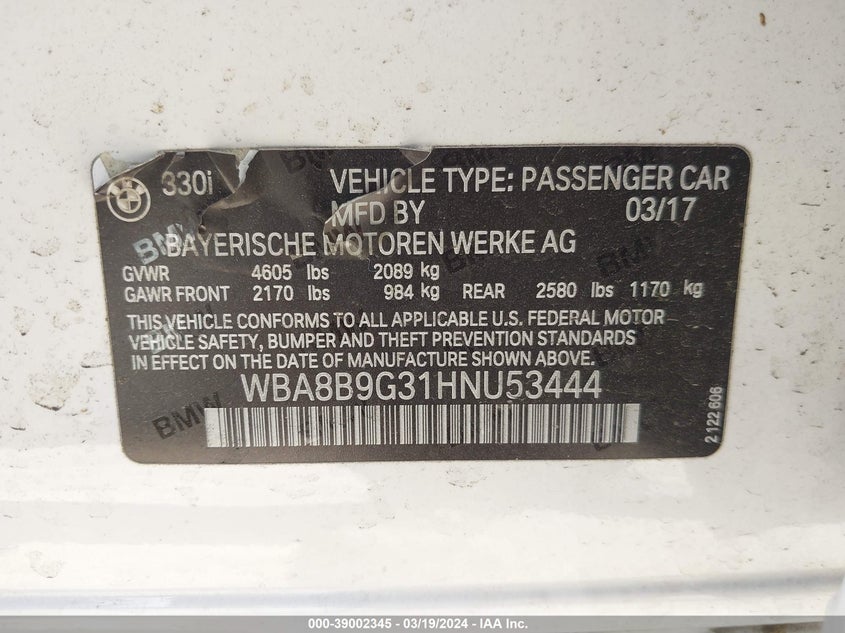 330i VEHICLE TYPE: PASSENGER CAR
MFD BY 03/17
BAYERISCHE MOTOREN WERKE AG
GVWR 4605 lbs 2089 kg
GAWR FRONT 2170 lbs 984 kg REAR 2580 lbs 1170 kg
THIS VEHICLE CONFORMS TO ALL APPLICABLE U.S. FEDERAL MOTOR
VEHICLE SAFETY, BUMPER AND THEFT PREVENTION STANDARDS
IN EFFECT ON THE DATE OF MANUFACTURE SHOWN ABOVE:
WBA8B9G31HNU53444
BMW
2 122 606
000-39002345 - 03/19/2024 - IAA Inc.